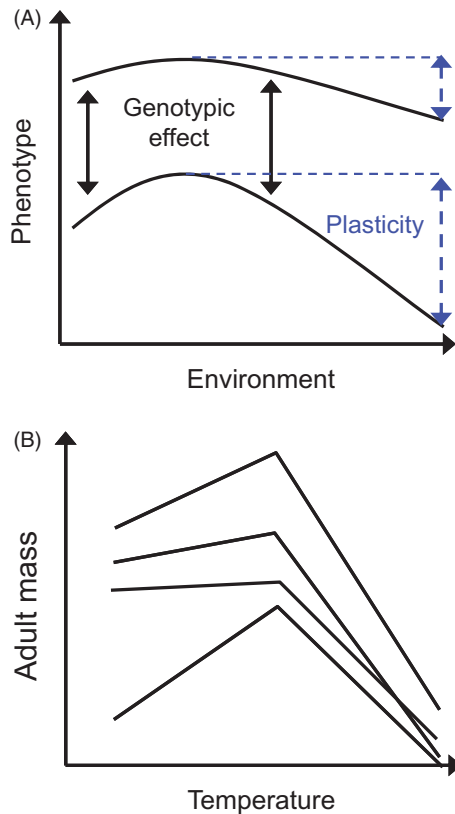 (A)
Phenotype
Genotypic
effect
Plasticity
Environment
(B)
Adult mass
Temperature